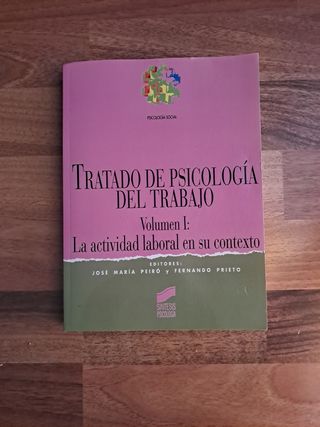 PSICOLOGÍA SOCIAL
TRATADO DE PSICOLOGÍA
DEL TRABAJO
Volumen I:
La actividad laboral en su contexto
EDITORES:
JOSÉ MARÍA PEIRÓ y FERNANDO PRIETO
SÍNTESIS
PSICOLOGÍA